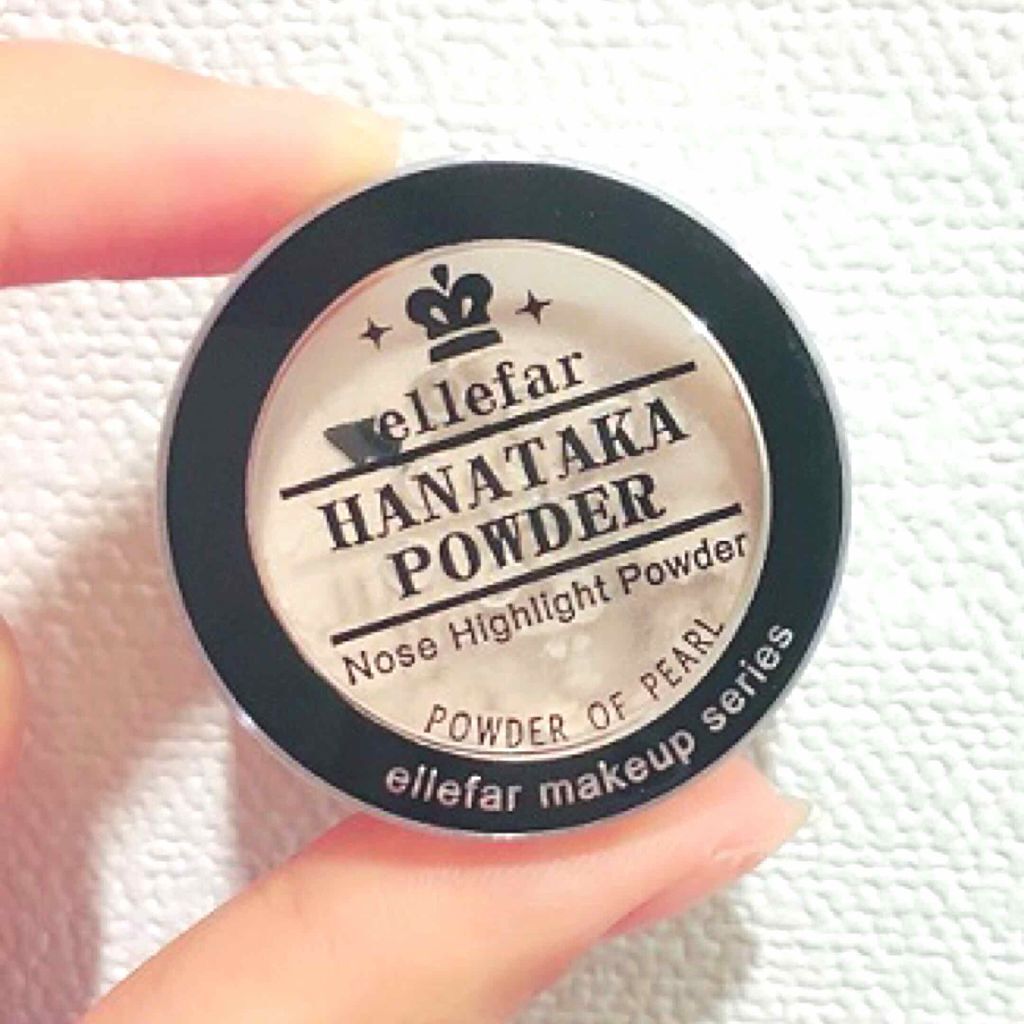 ellefar
HANATAKA
POWDER
Nose Highlight Powder
POWDER OF PEARL
ellefar makeup series